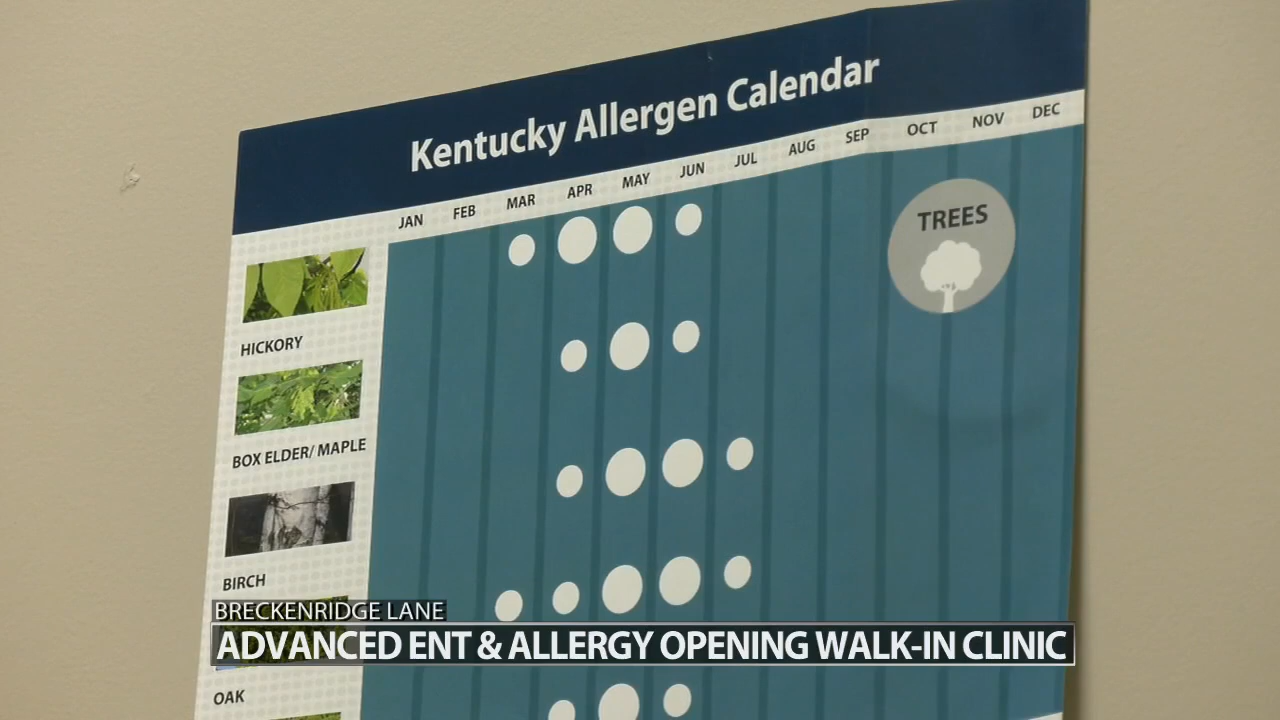 Kentucky Allergen Calendar
JAN FEB MAR APR MAY JUN JUL AUG SEP OCT NOV DEC
TREES
HICKORY
BOX ELDER/ MAPLE
BIRCH
BRECKENRIDGE LANE
ADVANCED ENT & ALLERGY OPENING WALK-IN CLINIC
OAK